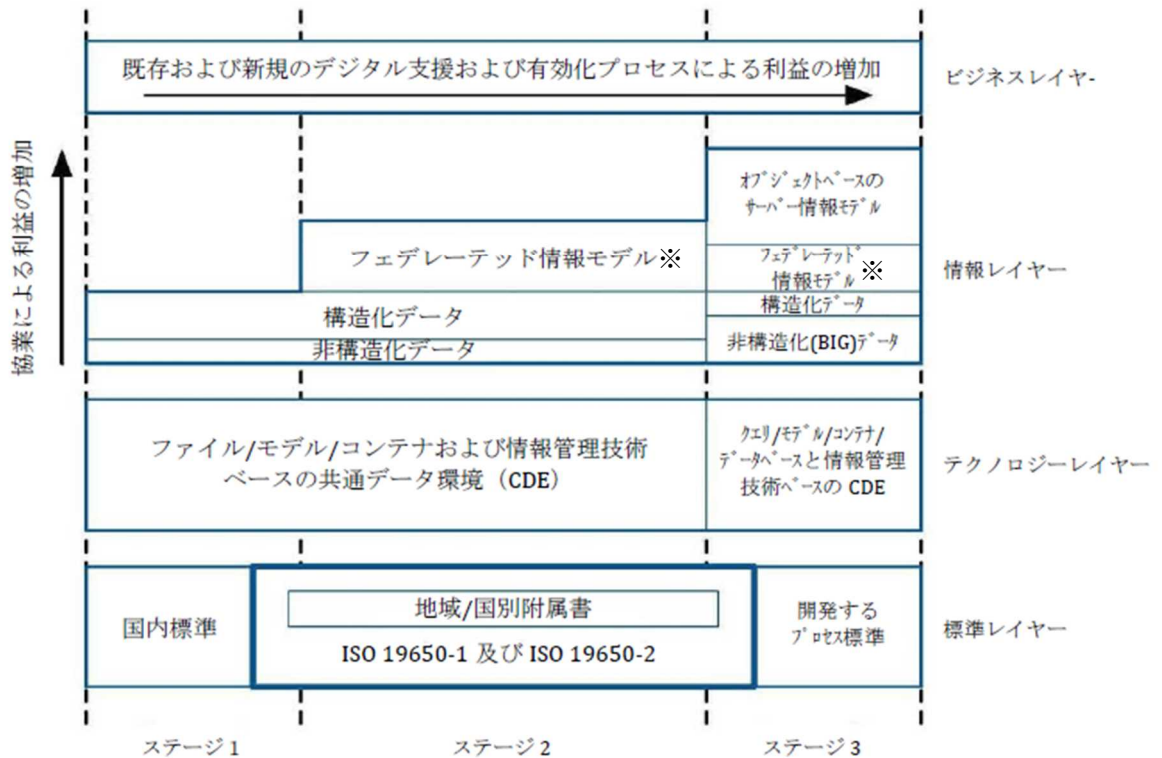 既存および新規のデジタル支援および有効化プロセスによる利益の増加
ビジネスレイヤ-
協業による利益の増加
オブジェクトベースの
サーバー情報モデル
フェデレーテッド情報モデル※
フェデレーテッド
情報モデル※
情報レイヤー
構造化データ
構造化データ
非構造化データ
非構造化(BIG)データ
ファイル/モデル/コンテナおよび情報管理技術
ベースの共通データ環境（CDE）
クエリ/モデル/コンテナ/
データベースと情報管理
技術ベースの CDE
テクノロジーレイヤー
国内標準
地域/国別附属書
ISO 19650-1 及び ISO 19650-2
開発する
プロセス標準
標準レイヤー
ステージ 1
ステージ 2
ステージ 3